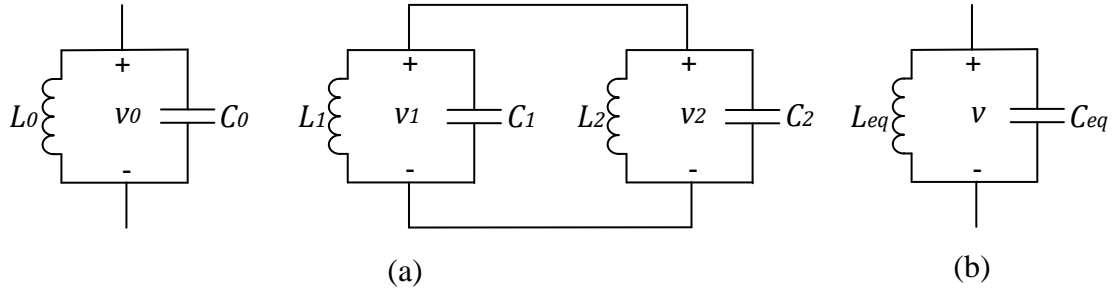 + + + +
L0 v0 C0 L1 v1 C1 L2 v2 C2 Leq v Ceq
- - - -
(a) (b)